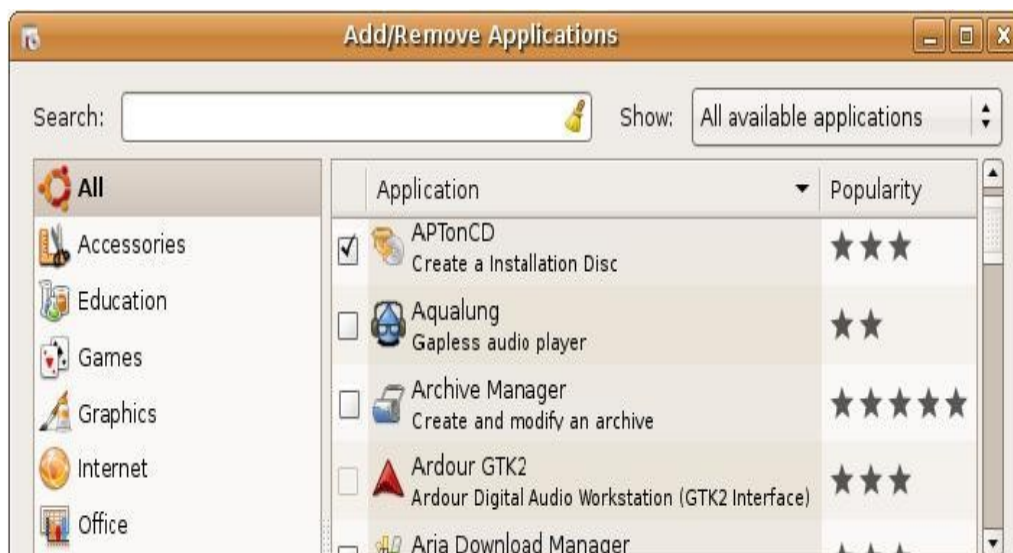 Add/Remove Applications
Search:
Show:
All available applications
All
Accessories
Education
Games
Graphics
Internet
Office
Application
Popularity
APTonCD
Create a Installation Disc
Aqualung
Gapless audio player
Archive Manager
Create and modify an archive
Ardour GTK2
Ardour Digital Audio Workstation (GTK2 Interface)
Aria Download Manager